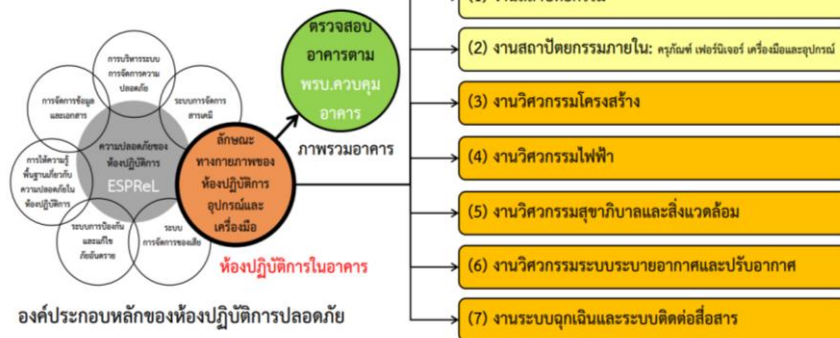 การบริหารระบบ
การจัดการความ
ปลอดภัย
การจัดการข้อมูล
และเอกสาร
ระบบการจัดการ
สารเคมี
ความปลอดภัยของ
ห้องปฏิบัติการ
ESPReL
การให้ความรู้
พื้นฐานเกี่ยวกับ
ความปลอดภัยใน
ห้องปฏิบัติการ
ระบบการป้องกัน
และแก้ไข
ภัยอันตราย
ระบบ
การจัดการของเสีย
ลักษณะ
ทางกายภาพของ
ห้องปฏิบัติการ
อุปกรณ์และ
เครื่องมือ
ตรวจสอบ
อาคารตาม
พรบ.ควบคุม
อาคาร
ภาพรวมอาคาร
ห้องปฏิบัติการในอาคาร
องค์ประกอบหลักของห้องปฏิบัติการปลอดภัย
(2) งานสถาปัตยกรรมภายใน: ครุภัณฑ์ เฟอร์นิเจอร์ เครื่องมือและอุปกรณ์
(3) งานวิศวกรรมโครงสร้าง
(4) งานวิศวกรรมไฟฟ้า
(5) งานวิศวกรรมสุขาภิบาลและสิ่งแวดล้อม
(6) งานวิศวกรรมระบบระบายอากาศและปรับอากาศ
(7) งานระบบฉุกเฉินและระบบติดต่อสื่อสาร